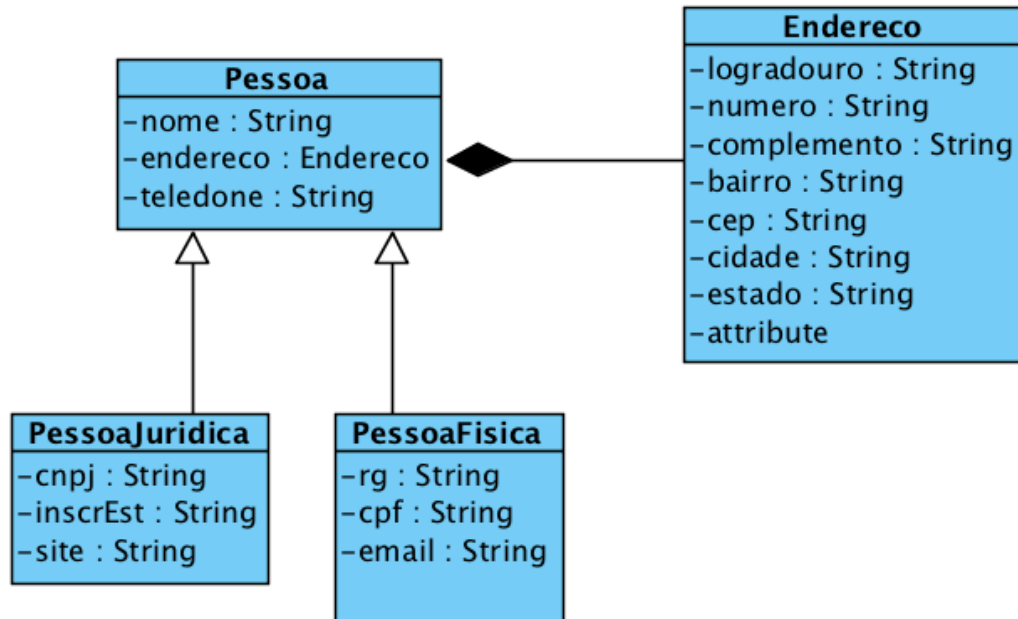 Pessoa
-nome : String
-endereco : Endereco
-teledone : String
Endereco
-logradouro : String
-numero : String
-complemento : String
-bairro : String
-cep : String
-cidade : String
-estado : String
-attribute
PessoaJuridica
-cnpj : String
-inscrEst : String
-site : String
PessoaFisica
-rg : String
-cpf : String
-email : String